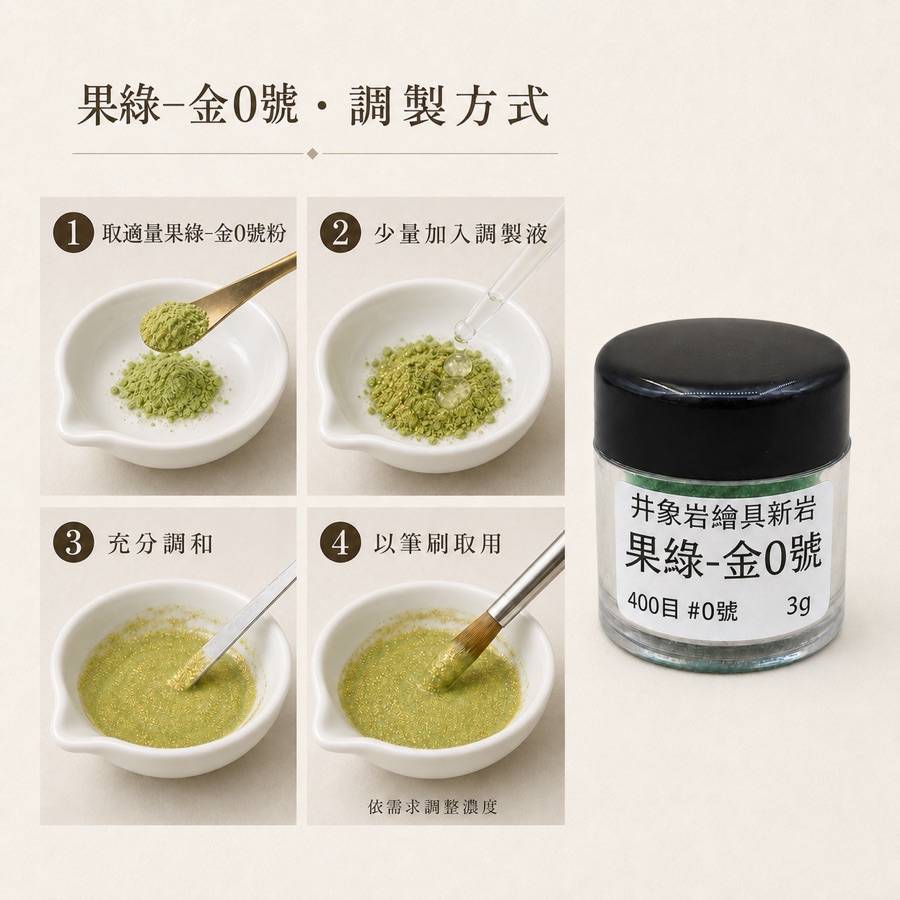 果綠-金0號・調製方式
1 取適量果綠-金0號粉
2 少量加入調製液
3 充分調和
4 以筆刷取用
依需求調整濃度
井象岩繪具新岩
果綠-金0號
400目 #0號 3g